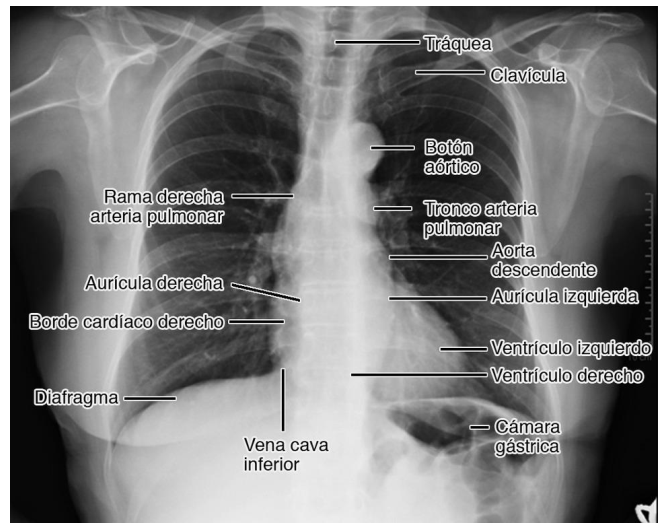 Tráquea
Clavícula
Botón
aórtico
Rama derecha
arteria pulmonar
Tronco arteria
pulmonar
Aorta
descendente
Aurícula derecha
Aurícula izquierda
Borde cardíaco derecho
Ventrículo izquierdo
Ventrículo derecho
Diafragma
Cámara
gástrica
Vena cava
inferior